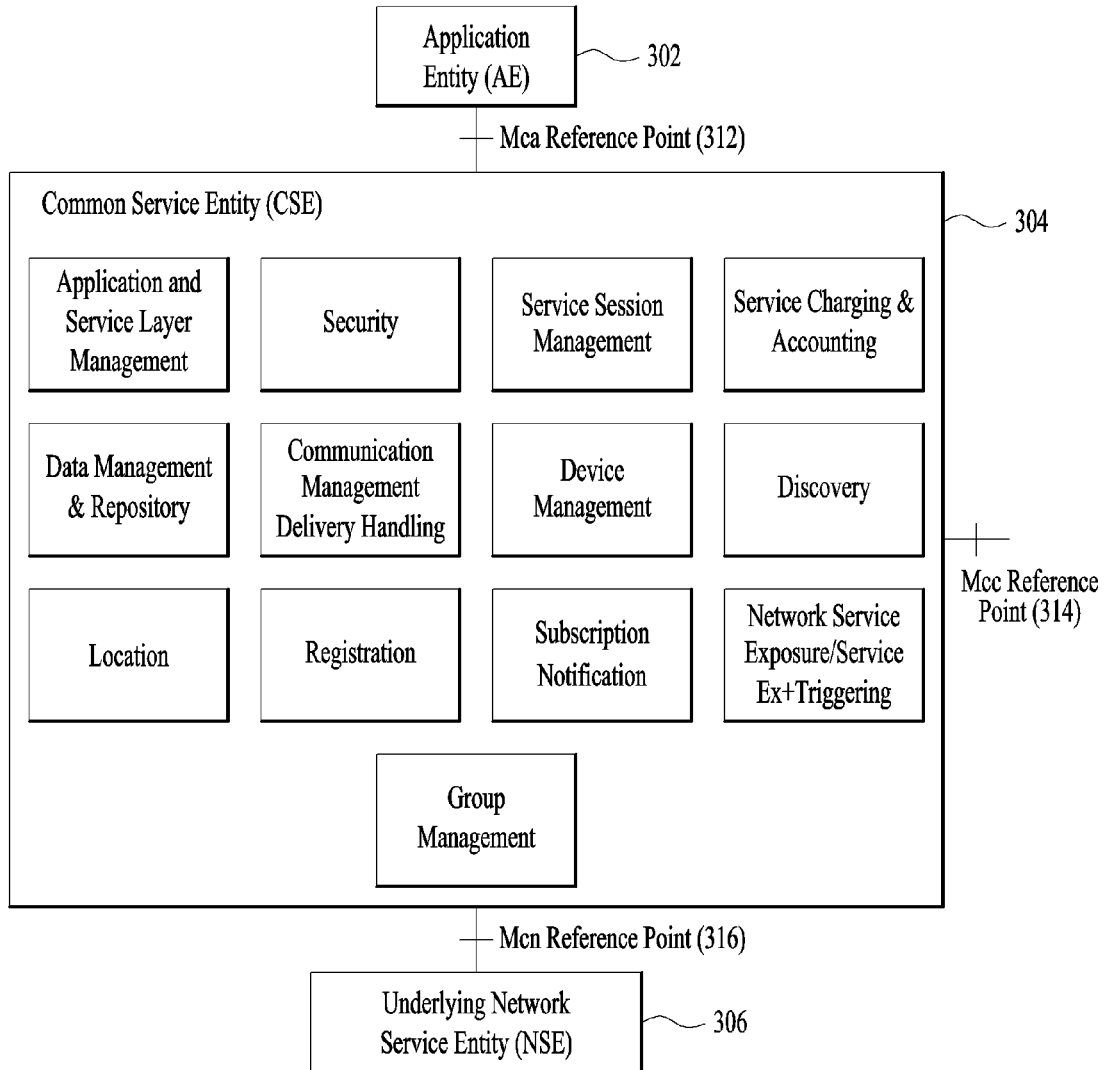 Application
Entity (AE)
302
Mca Reference Point (312)
Common Service Entity (CSE)
304
Application and
Service Layer
Management
Security
Service Session
Management
Service Charging &
Accounting
Data Management
& Repository
Communication
Management
Delivery Handling
Device
Management
Discovery
Mcc Reference
Point (314)
Location
Registration
Subscription
Notification
Network Service
Exposure/Service
Ex+Triggering
Group
Management
Mcn Reference Point (316)
Underlying Network
Service Entity (NSE)
306